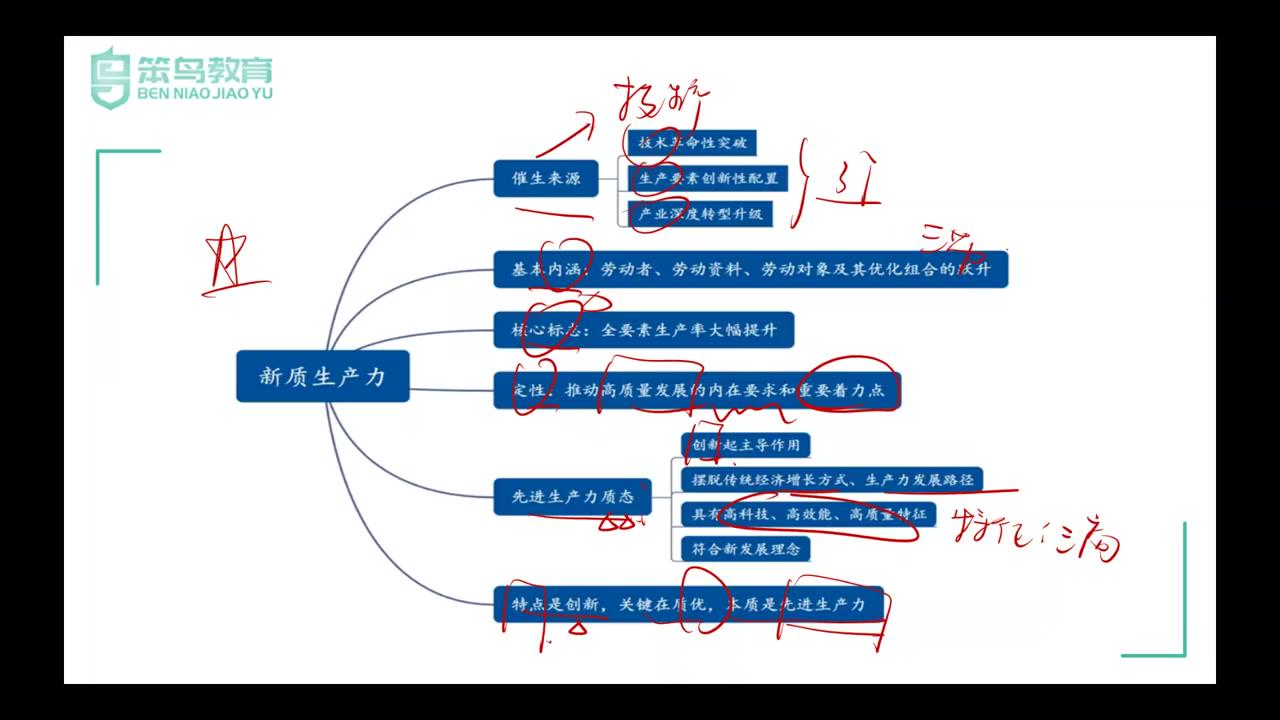 笨鸟教育
BEN NIAO JIAO YU
技术革命性突破
催生来源
生产要素创新性配置
产业深度转型升级
3个
基本内涵：劳动者、劳动资料、劳动对象及其优化组合的跃升
核心标志：全要素生产率大幅提升
新质生产力
定性：推动高质量发展的内在要求和重要着力点
创新起主导作用
摆脱传统经济增长方式、生产力发展路径
先进生产力质态
具有高科技、高效能、高质量特征
符合新发展理念
特点是创新，关键在质优，本质是先进生产力